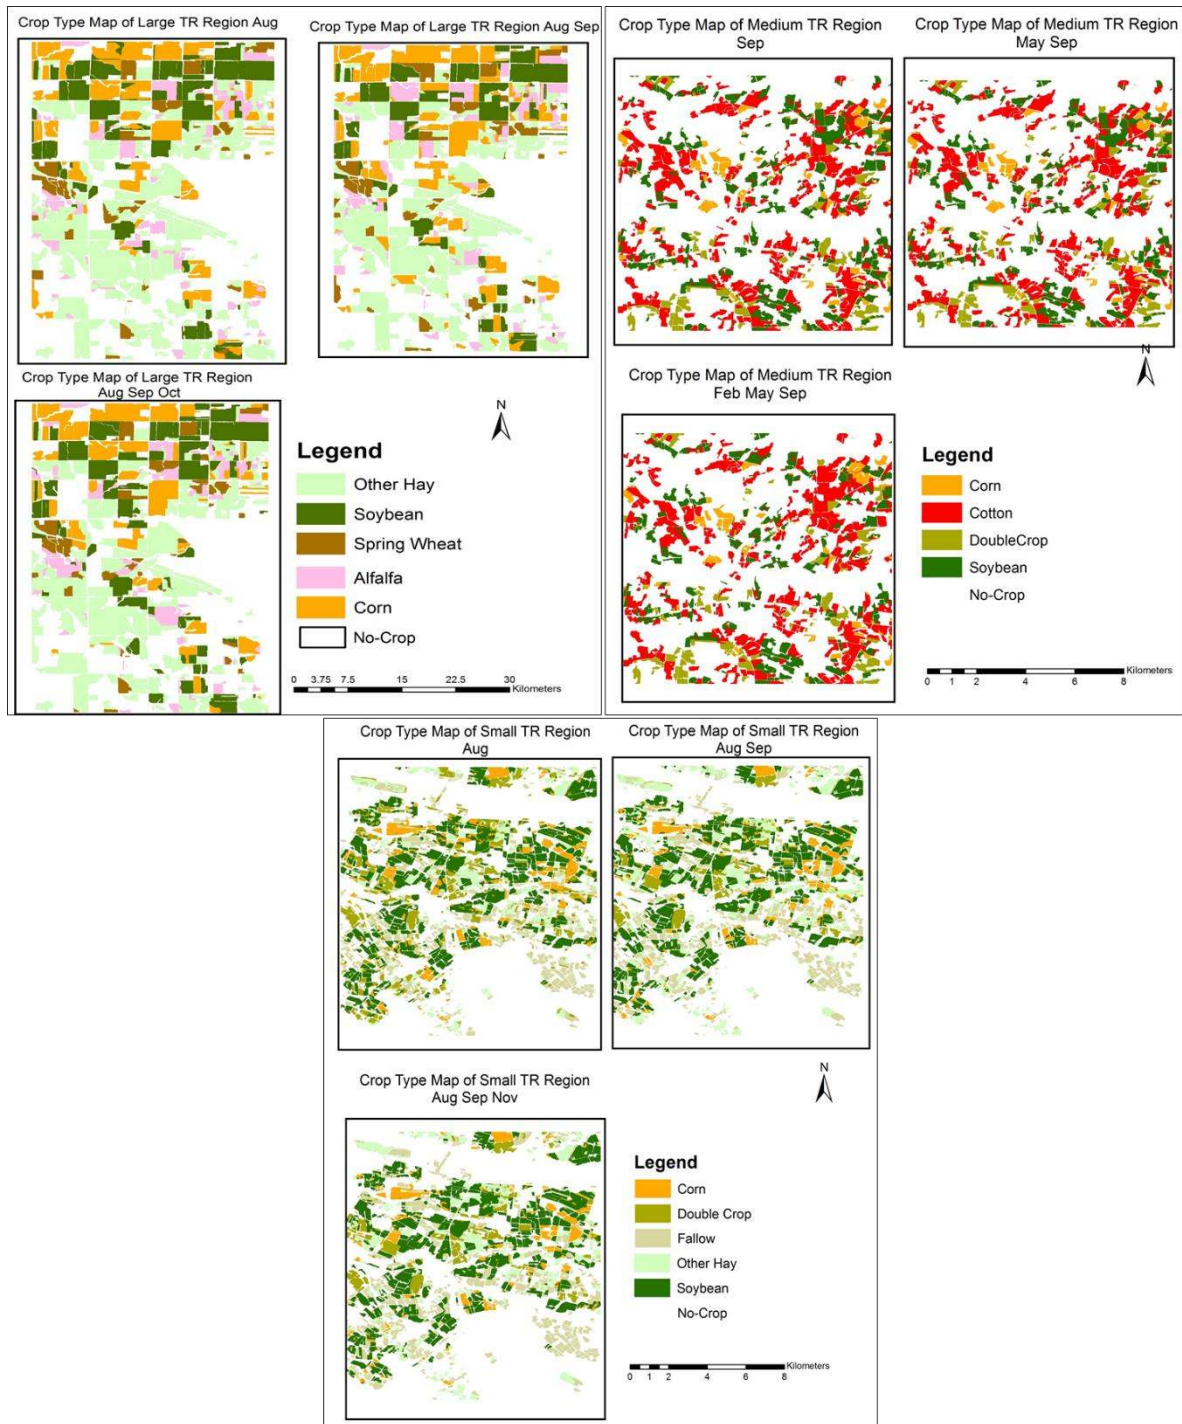 Crop Type Map of Large TR Region Aug
Crop Type Map of Large TR Region Aug Sep
Crop Type Map of Large TR Region
Aug Sep Oct
N
Legend
Other Hay
Soybean
Spring Wheat
Alfalfa
Corn
No-Crop
0 3.75 7.5 15 22.5 30
Kilometers
Crop Type Map of Medium TR Region
Sep
Crop Type Map of Medium TR Region
May Sep
Crop Type Map of Medium TR Region
Feb May Sep
N
Legend
Corn
Cotton
DoubleCrop
Soybean
No-Crop
Kilometers
0 1 2 4 6 8
Crop Type Map of Small TR Region
Aug
Crop Type Map of Small TR Region
Aug Sep
Crop Type Map of Small TR Region
Aug Sep Nov
N
Legend
Corn
Double Crop
Fallow
Other Hay
Soybean
No-Crop
Kilometers
0 1 2 4 6 8